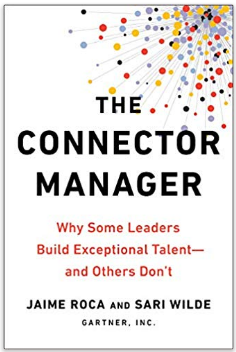 THE
CONNECTOR
MANAGER
Why Some Leaders
Build Exceptional Talent—
and Others Don't
JAIME ROCA AND SARI WILDE
GARTNER, INC.